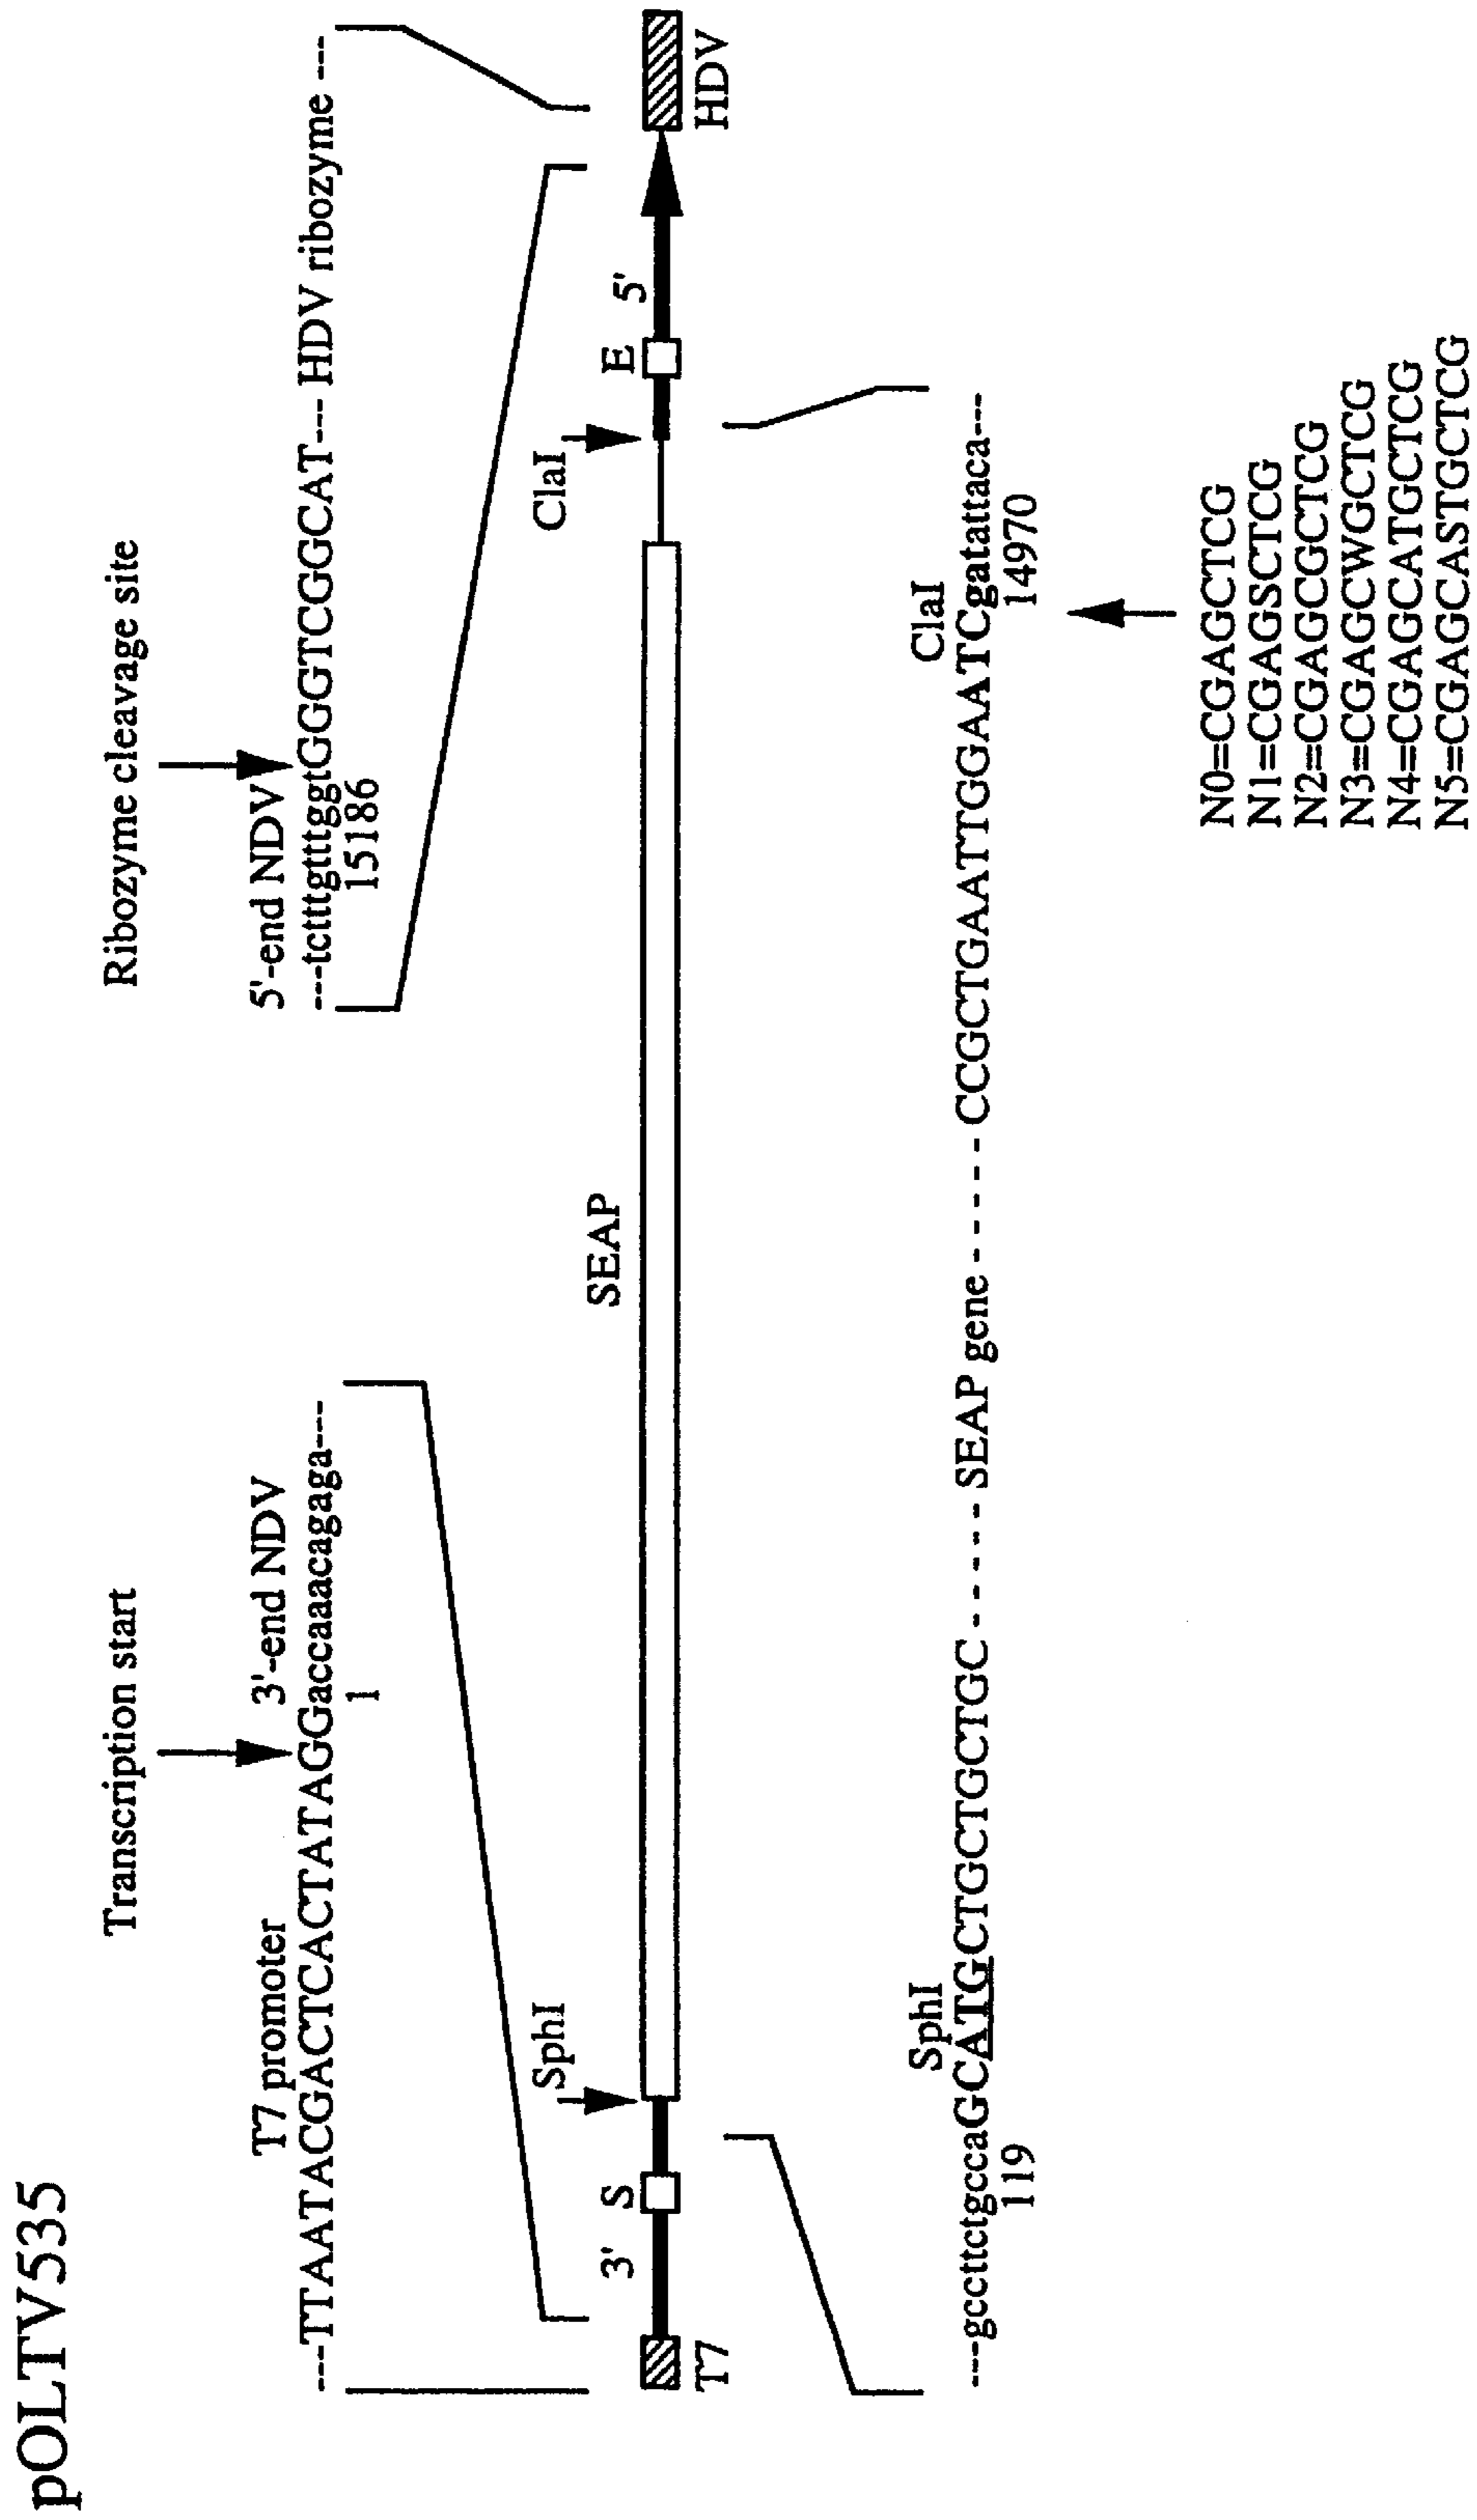 pOLTV535
Transcription start
Ribozyme cleavage site
T7 promoter
3'-end NDV
5'-end NDV
---TTAATACGACTCACTATAGGaccaaacagaga---
1
---tctttgtttggtGGGTCGGCAT--- HDV ribozyme ---
15186
SphI
SEAP
ClaI
3'
S
E
5'
T7
HDV
SphI
ClaI
---gccttctgccaGCATGCTGCTGCTGCTGC - - - - - SEAP gene - - - - - CCGCTGAATTGGAATCgatattaca---
119
14970
N0=CGAGCTCG
N1=CGAGSCTCG
N2=CGAGCGCTCG
N3=CGAGCWGCTCG
N4=CGAGCATGCTCG
N5=CGAGCASTGCTCG